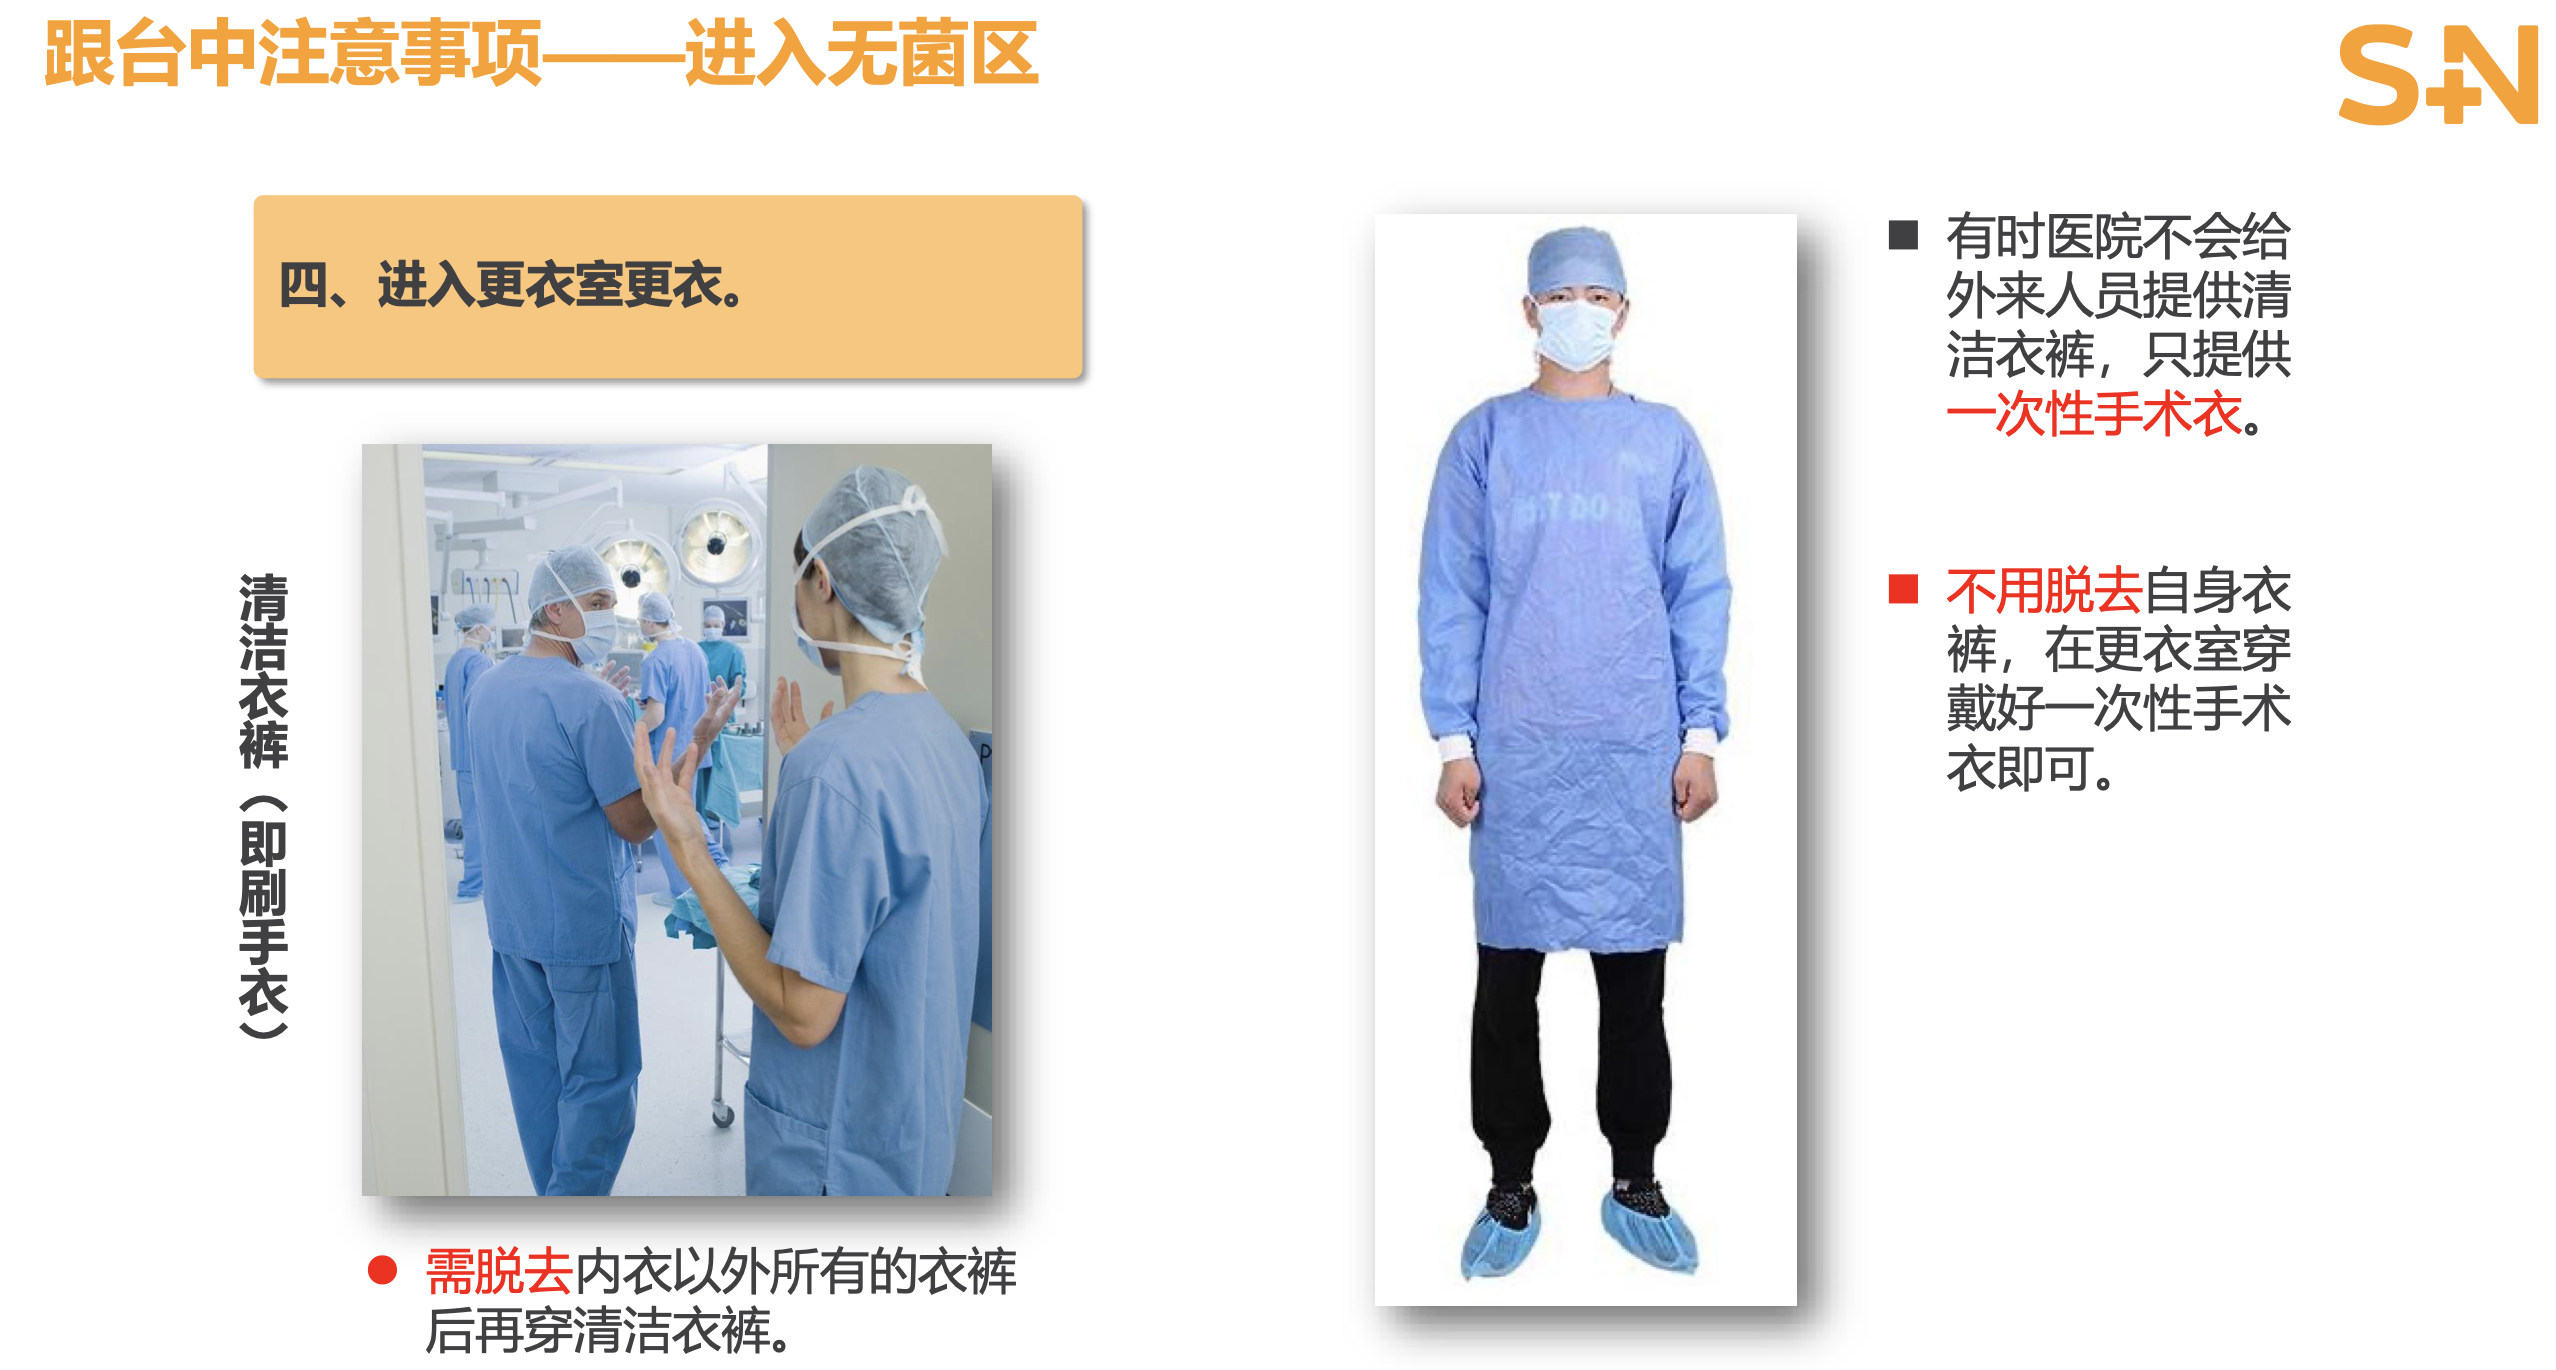 跟台中注意事项——进入无菌区
S+N
四、进入更衣室更衣。
清洁衣裤（即刷手衣）
需脱去内衣以外所有的衣裤
后再穿清洁衣裤。
有时医院不会给
外来人员提供清
洁衣裤，只提供
一次性手术衣。
不用脱去自身衣
裤，在更衣室穿
戴好一次性手术
衣即可。